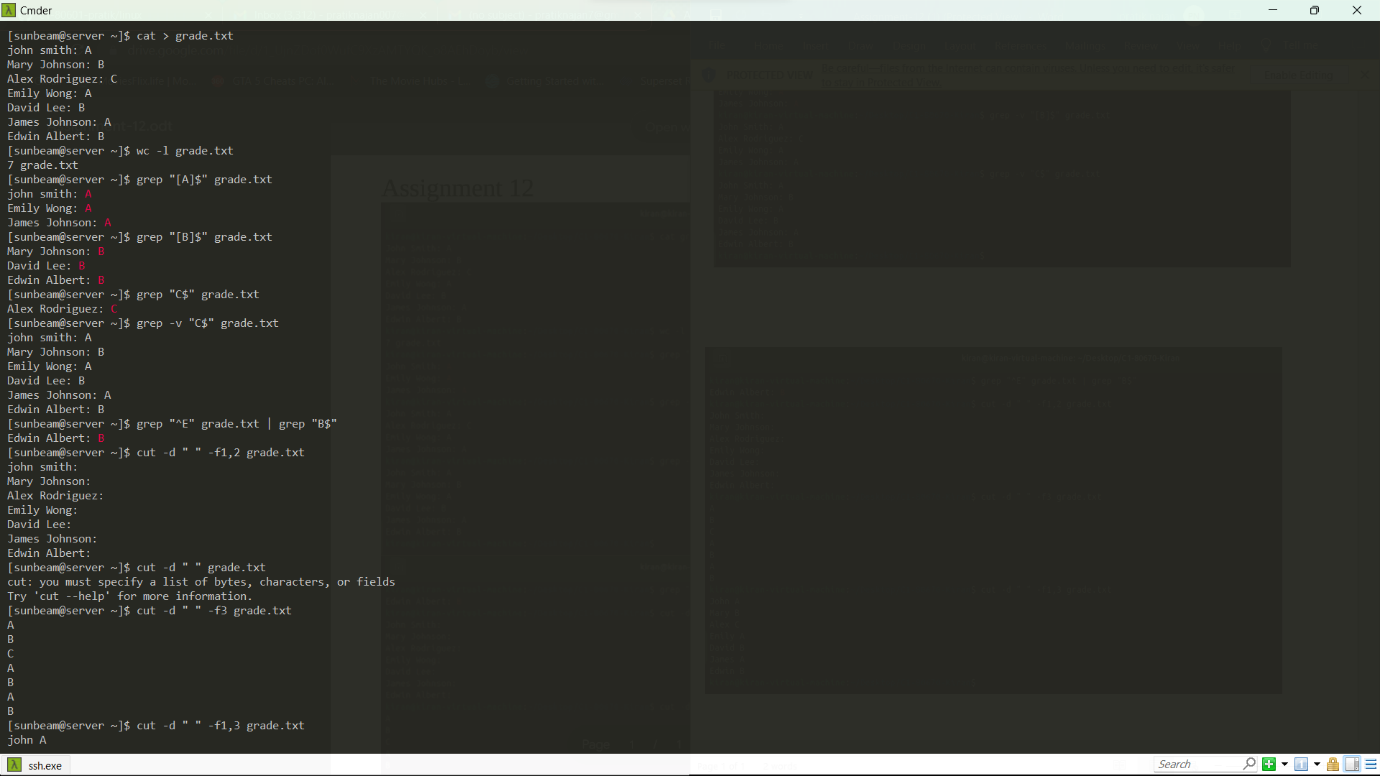 Cmder
[sunbeam@server ~]$ cat > grade.txt
john smith: A
Mary Johnson: B
Alex Rodriguez: C
Emily Wong: A
David Lee: B
James Johnson: A
Edwin Albert: B
[sunbeam@server ~]$ wc -l grade.txt
7 grade.txt
[sunbeam@server ~]$ grep "[A]$" grade.txt
john smith: A
Emily Wong: A
James Johnson: A
[sunbeam@server ~]$ grep "[B]$" grade.txt
Mary Johnson: B
David Lee: B
Edwin Albert: B
[sunbeam@server ~]$ grep "C$" grade.txt
Alex Rodriguez: C
[sunbeam@server ~]$ grep -v "C$" grade.txt
john smith: A
Mary Johnson: B
Emily Wong: A
David Lee: B
James Johnson: A
Edwin Albert: B
[sunbeam@server ~]$ grep "^E" grade.txt | grep "B$"
Edwin Albert: B
[sunbeam@server ~]$ cut -d " " -f1,2 grade.txt
john smith:
Mary Johnson:
Alex Rodriguez:
Emily Wong:
David Lee:
James Johnson:
Edwin Albert:
[sunbeam@server ~]$ cut -d " " grade.txt
cut: you must specify a list of bytes, characters, or fields
Try 'cut --help' for more information.
[sunbeam@server ~]$ cut -d " " -f3 grade.txt
A
B
C
A
B
A
B
[sunbeam@server ~]$ cut -d " " -f1,3 grade.txt
john A
Assignment 12
ssh.exe
Search